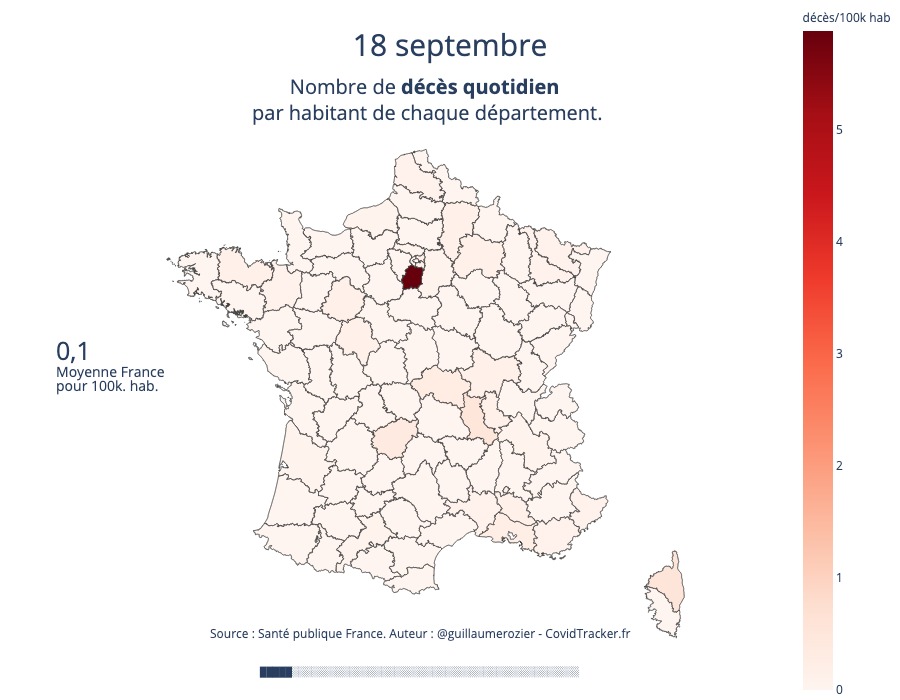 décès/100k hab
18 septembre
Nombre de décès quotidien
par habitant de chaque département.
5
4
0,1
Moyenne France
pour 100k. hab.
3
2
1
0
Source : Santé publique France. Auteur : @guillaumerozier - CovidTracker.fr